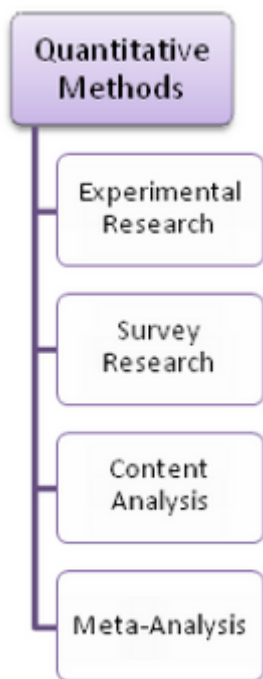 Quantitative
Methods
Experimental
Research
Survey
Research
Content
Analysis
Meta-Analysis